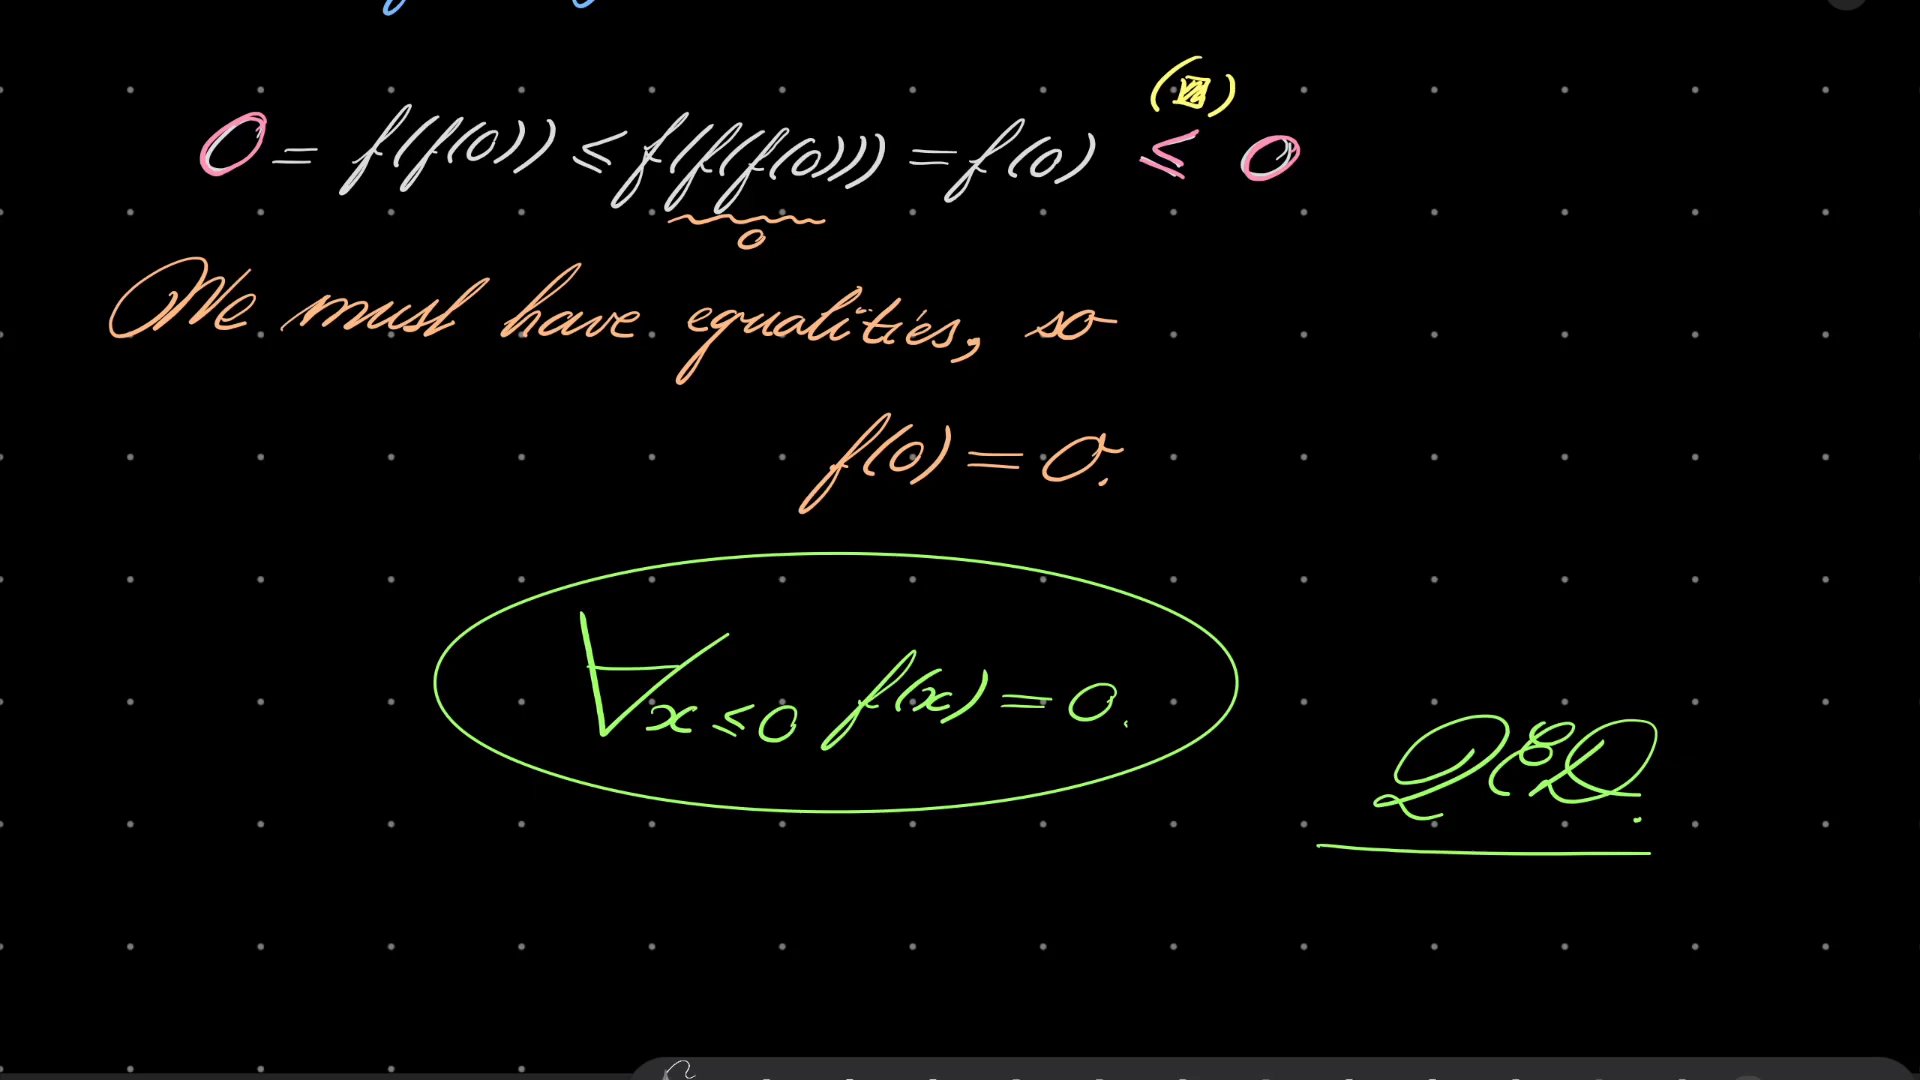 (▨)
0 = f(f(0)) ≤ f(f(f(0))) = f(0) ≤ 0
0
We must have equalities, so
f(0) = 0.
∀x≤0 f(x) = 0.
QED.